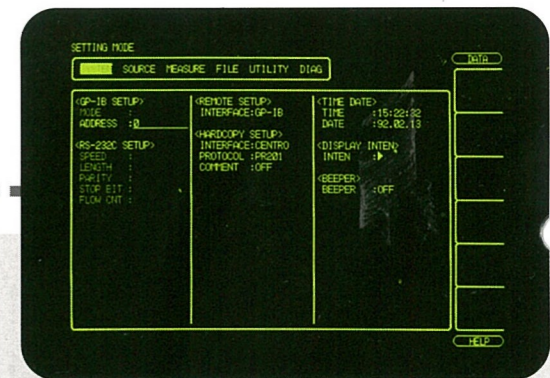 SETTING MODE
DATA
SYSTEM SOURCE MEASURE FILE UTILITY DIAG
<GP-IB SETUP>
MODE :
ADDRESS :0
<RS-232C SETUP>
SPEED :
LENGTH :
PARITY :
STOP BIT :
FLOW CNT :
<REMOTE SETUP>
INTERFACE:GP-IB
<HARDCOPY SETUP>
INTERFACE:CENTRO
PROTOCOL :PR201
COMMENT :OFF
<TIME DATE>
TIME :15:22:32
DATE :92.02.13
<DISPLAY INTEN>
INTEN :
<BEEPER>
BEEPER :OFF
HELP